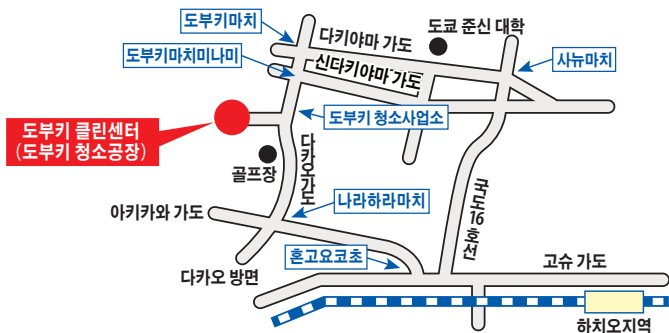 도부키마치
다키야마 가도
도쿄 준신 대학
도부키마치미나미
신타키야마 가도
사뉴마치
도부키 클린센터
(도부키 청소공장)
도부키 청소사업소
골프장
다카오가도
나라하라마치
아키카와 가도
국도16호선
혼고요코초
다카오 방면
고슈 가도
하치오지역